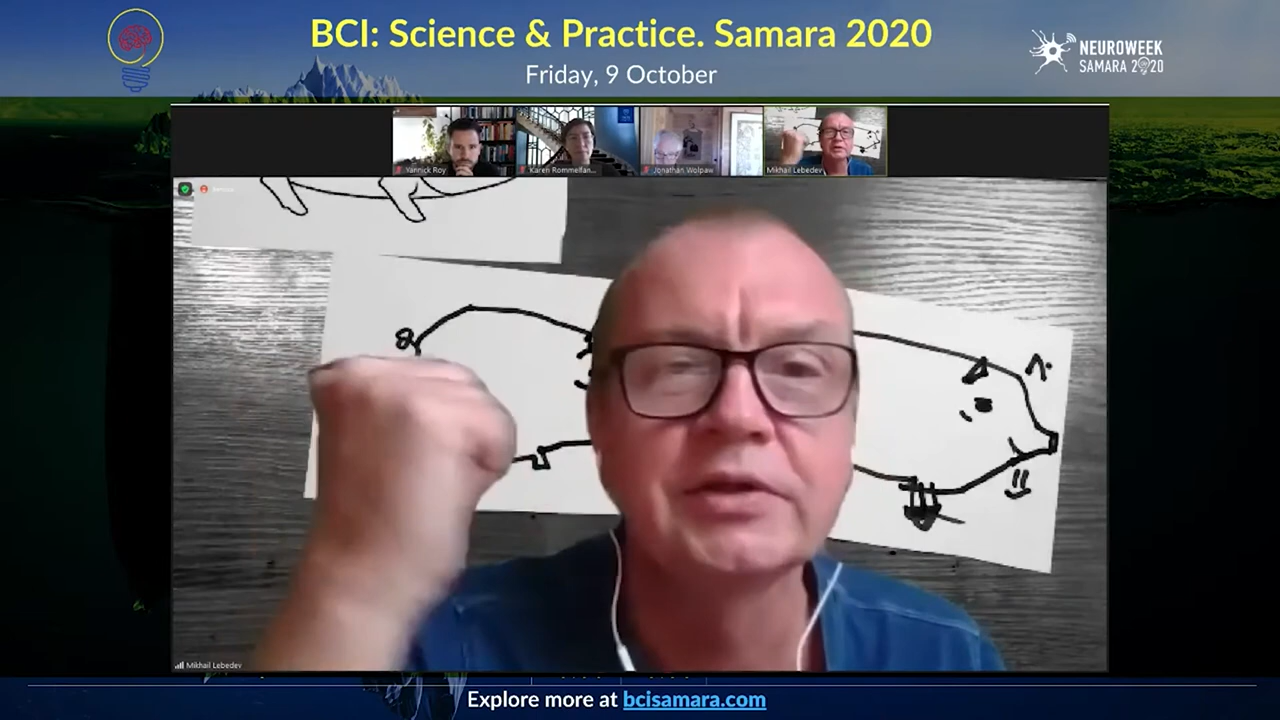 BCI: Science & Practice. Samara 2020
Friday, 9 October
NEUROWEEK
SAMARA 2020
Yannick Roy
Karen Rommelfan...
Jonathan Wolpaw
Mikhail Lebedev
Mikhail Lebedev
Explore more at bcisamara.com